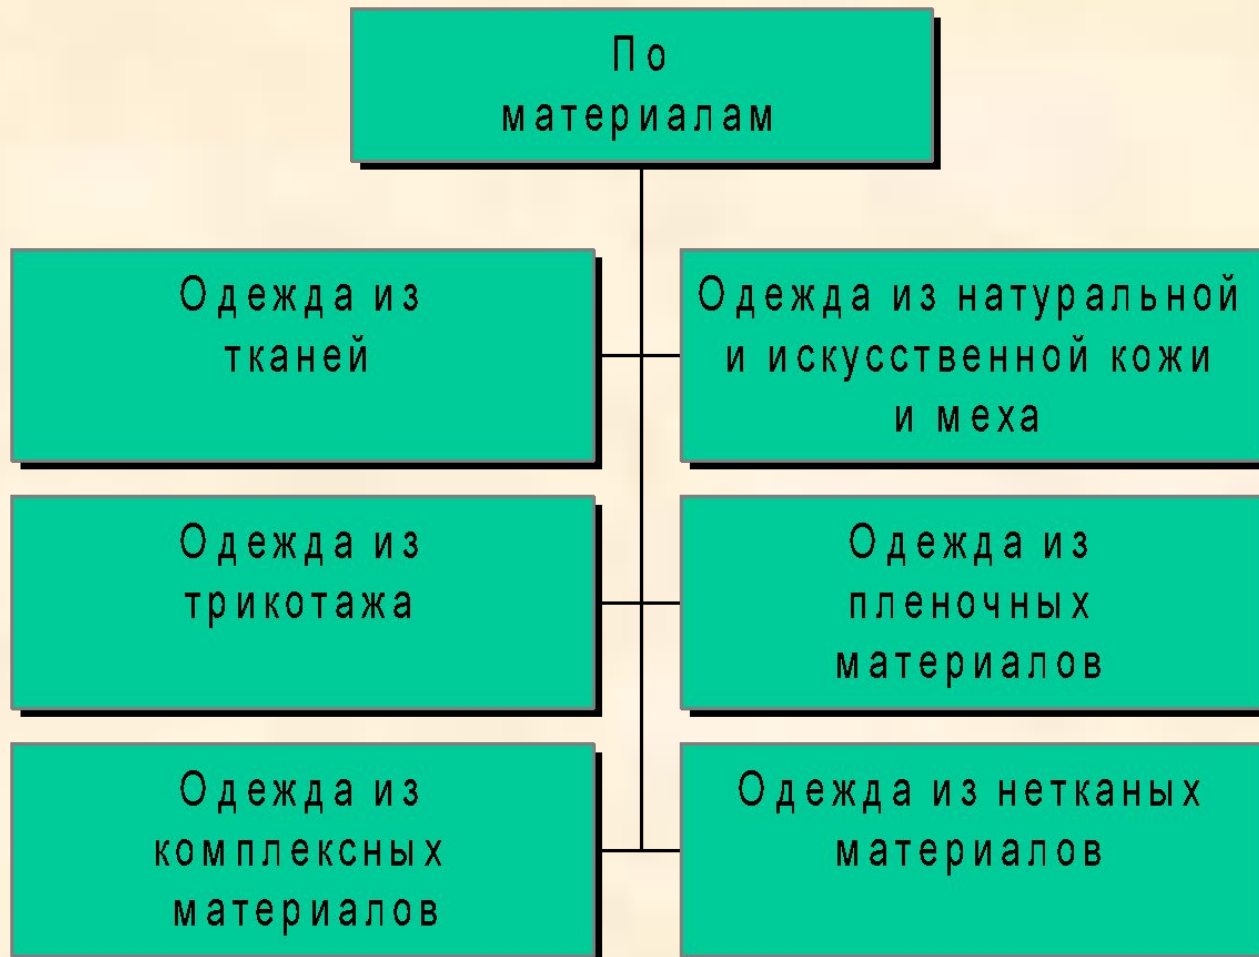 По
материалам
Одежда из
тканей
Одежда из натуральной
и искусственной кожи
и меха
Одежда из
трикотажа
Одежда из
пленочных
материалов
Одежда из
комплексных
материалов
Одежда из нетканых
материалов